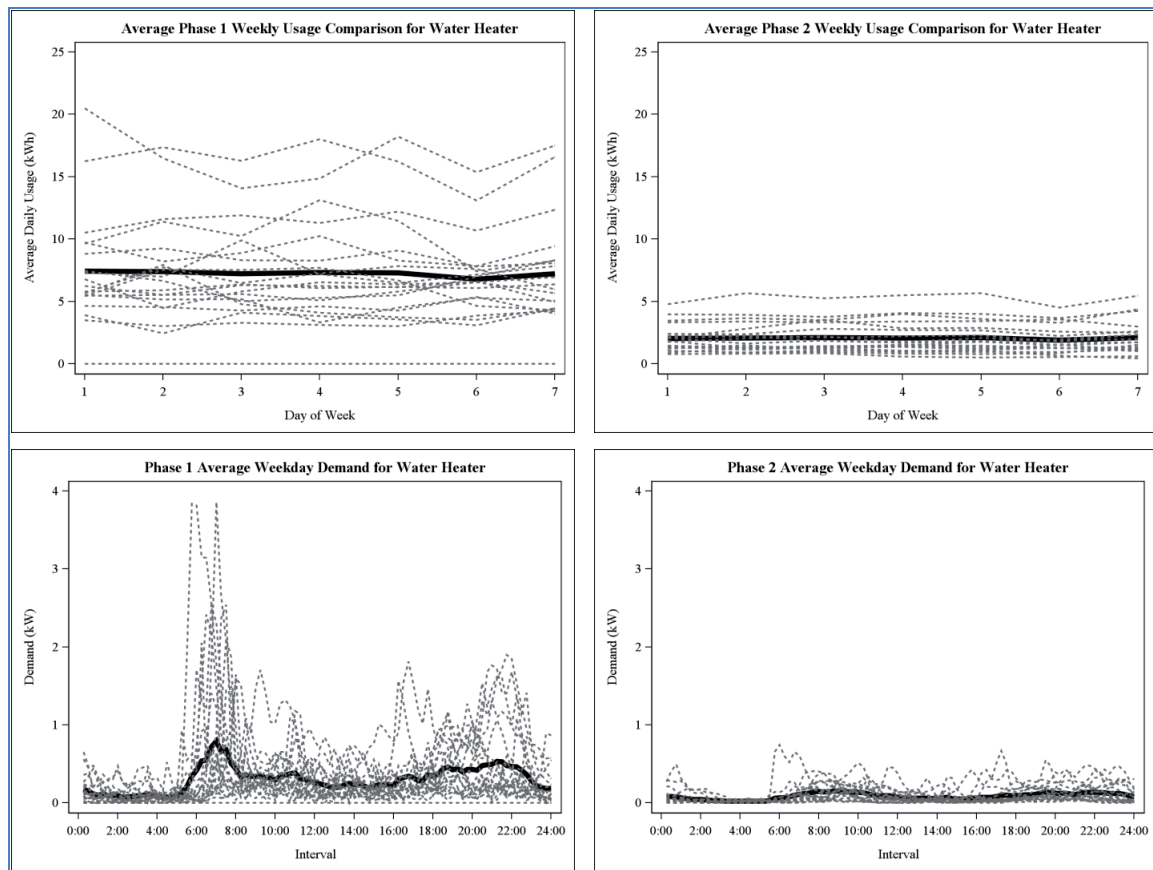 Average Phase 1 Weekly Usage Comparison for Water Heater
25
20
15
10
5
0
Average Daily Usage (kWh)
1 2 3 4 5 6 7
Day of Week
Average Phase 2 Weekly Usage Comparison for Water Heater
25
20
15
10
5
0
Average Daily Usage (kWh)
1 2 3 4 5 6 7
Day of Week
Phase 1 Average Weekday Demand for Water Heater
4
3
2
1
0
Demand (kW)
0:00 2:00 4:00 6:00 8:00 10:00 12:00 14:00 16:00 18:00 20:00 22:00 24:00
Interval
Phase 2 Average Weekday Demand for Water Heater
4
3
2
1
0
Demand (kW)
0:00 2:00 4:00 6:00 8:00 10:00 12:00 14:00 16:00 18:00 20:00 22:00 24:00
Interval